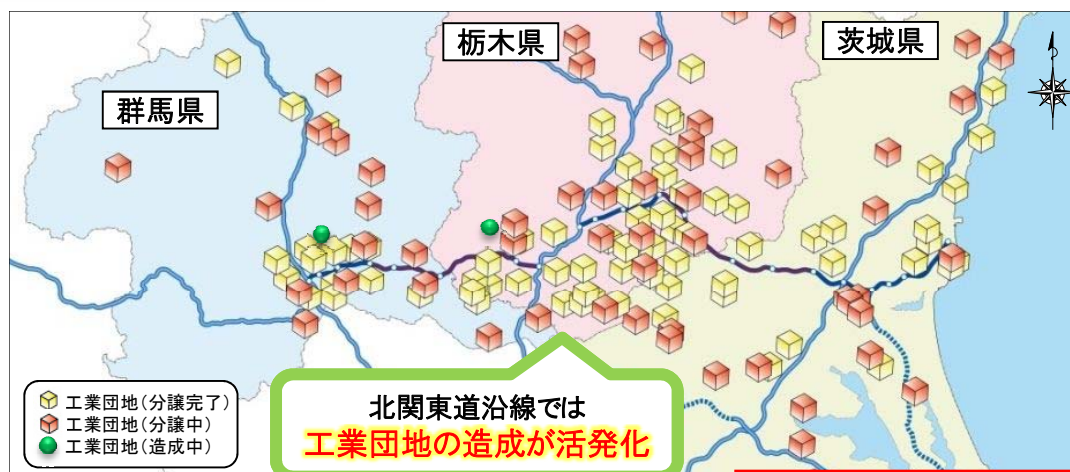 栃木県
茨城県
群馬県
工業団地(分譲完了)
工業団地(分譲中)
工業団地(造成中)
北関東道沿線では
工業団地の造成が活発化